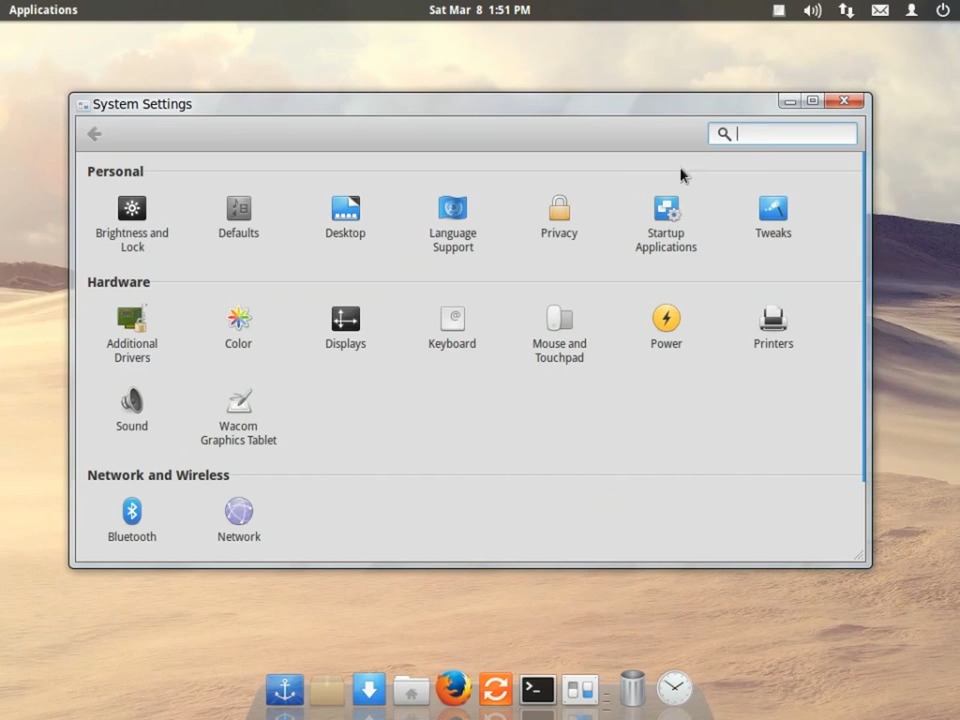 Applications
Sat Mar 8 1:51 PM
System Settings
Personal
Brightness and
Lock
Defaults
Desktop
Language
Support
Privacy
Startup
Applications
Tweaks
Hardware
Additional
Drivers
Color
Displays
Keyboard
Mouse and
Touchpad
Power
Printers
Sound
Wacom
Graphics Tablet
Network and Wireless
Bluetooth
Network